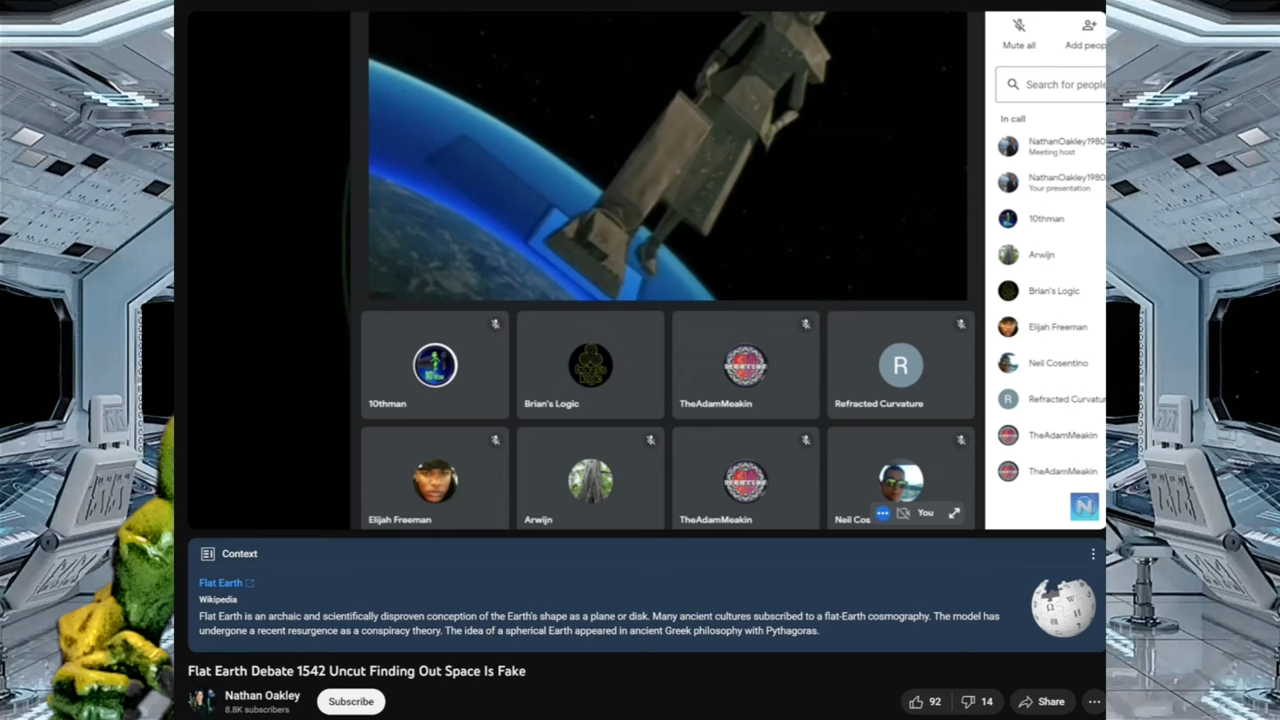 Mute all
Add peop
Search for people
In call
NathanOakley1980
Meeting host
NathanOakley1980
Your presentation
10thman
Arwijn
Brian's Logic
Elijah Freeman
Neil Cosentino
R
Refracted Curvatur
TheAdamMeakin
TheAdamMeakin
N
10thman
Brian's Logic
TheAdamMeakin
R
Refracted Curvature
Elijah Freeman
Arwijn
TheAdamMeakin
Neil Cos
You
Context
Flat Earth
Wikipedia
Flat Earth is an archaic and scientifically disproven conception of the Earth's shape as a plane or disk. Many ancient cultures subscribed to a flat-Earth cosmography. The model has
undergone a recent resurgence as a conspiracy theory. The idea of a spherical Earth appeared in ancient Greek philosophy with Pythagoras.
Flat Earth Debate 1542 Uncut Finding Out Space Is Fake
Nathan Oakley
8.8K subscribers
Subscribe
92
14
Share